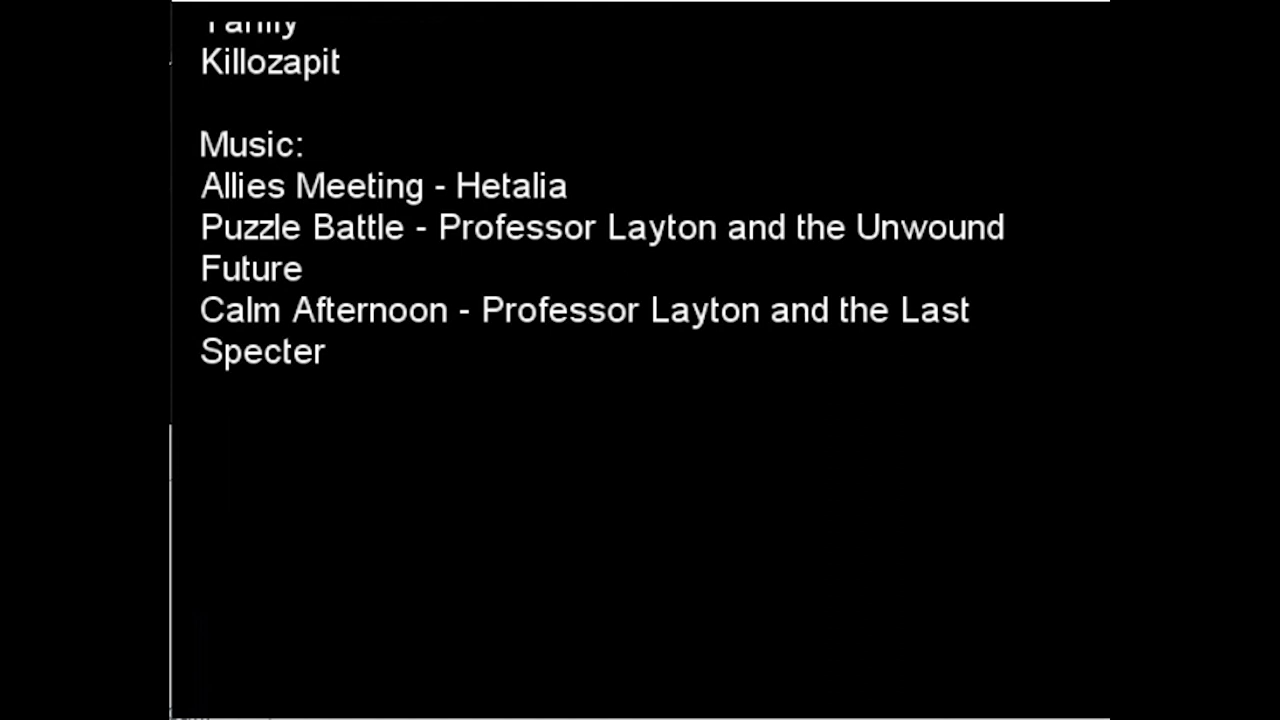 Killozapit
Music:
Allies Meeting - Hetalia
Puzzle Battle - Professor Layton and the Unwound
Future
Calm Afternoon - Professor Layton and the Last
Specter